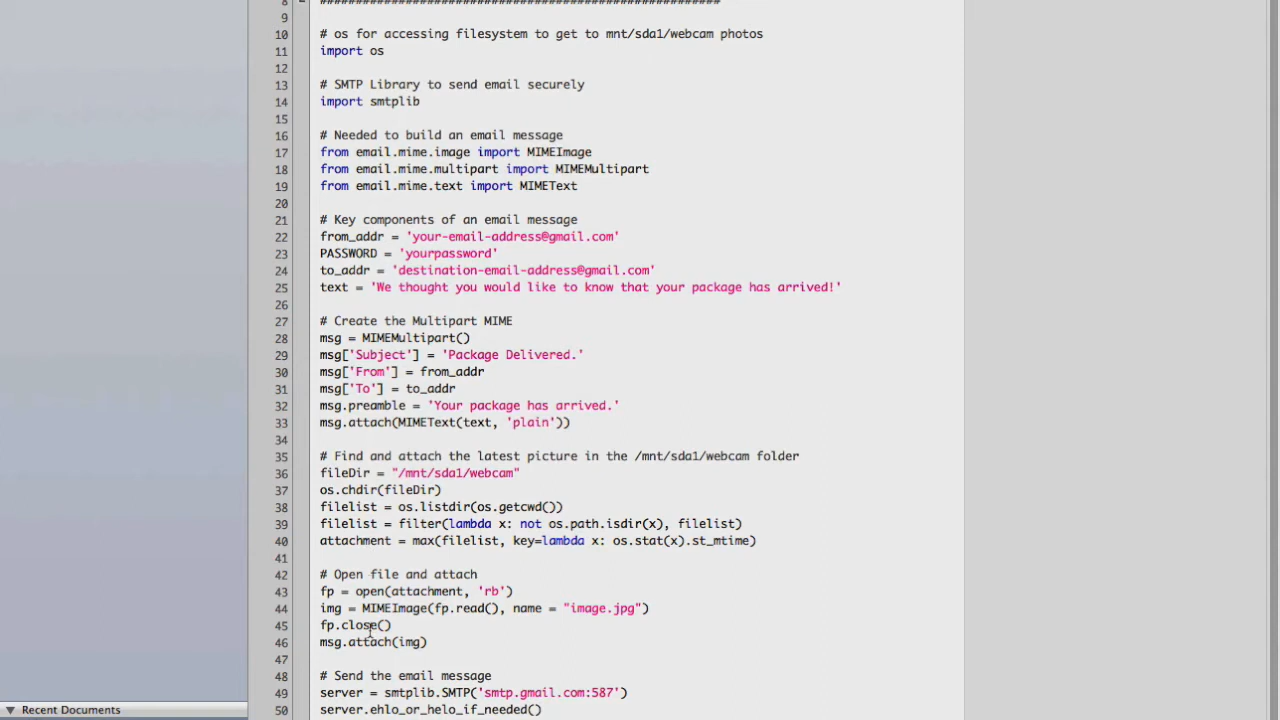 8 ########################################################
9
10 # os for accessing filesystem to get to mnt/sda1/webcam photos
11 import os
12
13 # SMTP Library to send email securely
14 import smtplib
15
16 # Needed to build an email message
17 from email.mime.image import MIMEImage
18 from email.mime.multipart import MIMEMultipart
19 from email.mime.text import MIMEText
20
21 # Key components of an email message
22 from_addr = 'your-email-address@gmail.com'
23 PASSWORD = 'yourpassword'
24 to_addr = 'destination-email-address@gmail.com'
25 text = 'We thought you would like to know that your package has arrived!'
26
27 # Create the Multipart MIME
28 msg = MIMEMultipart()
29 msg['Subject'] = 'Package Delivered.'
30 msg['From'] = from_addr
31 msg['To'] = to_addr
32 msg.preamble = 'Your package has arrived.'
33 msg.attach(MIMEText(text, 'plain'))
34
35 # Find and attach the latest picture in the /mnt/sda1/webcam folder
36 fileDir = "/mnt/sda1/webcam"
37 os.chdir(fileDir)
38 filelist = os.listdir(os.getcwd())
39 filelist = filter(lambda x: not os.path.isdir(x), filelist)
40 attachment = max(filelist, key=lambda x: os.stat(x).st_mtime)
41
42 # Open file and attach
43 fp = open(attachment, 'rb')
44 img = MIMEImage(fp.read(), name = "image.jpg")
45 fp.close()
46 msg.attach(img)
47
48 # Send the email message
49 server = smtplib.SMTP('smtp.gmail.com:587')
50 server.ehlo_or_helo_if_needed()
Recent Documents